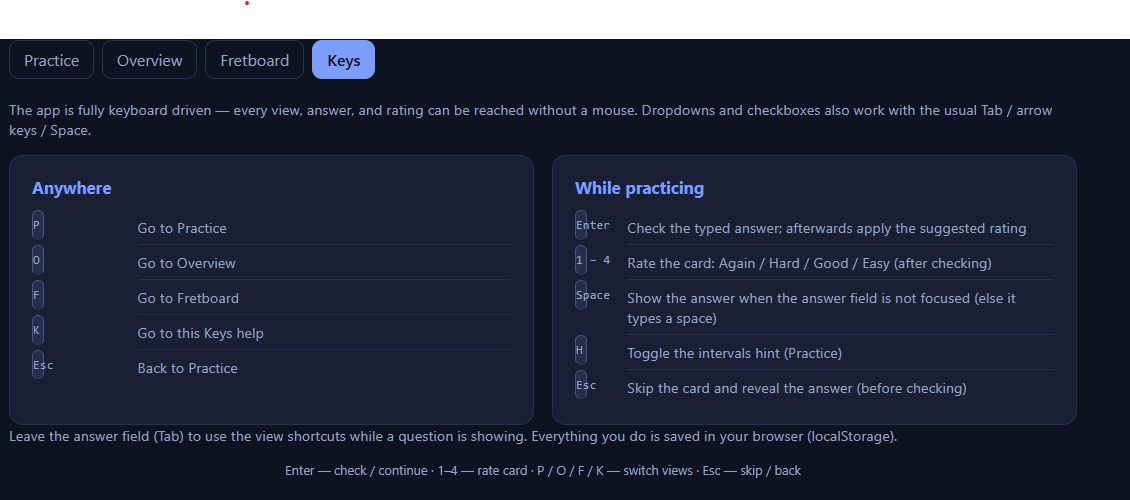 Practice Overview Fretboard Keys
The app is fully keyboard driven — every view, answer, and rating can be reached without a mouse. Dropdowns and checkboxes also work with the usual Tab / arrow
keys / Space.
Anywhere
P Go to Practice
O Go to Overview
F Go to Fretboard
K Go to this Keys help
Esc Back to Practice
While practicing
Enter Check the typed answer; afterwards apply the suggested rating
1 – 4 Rate the card: Again / Hard / Good / Easy (after checking)
Space Show the answer when the answer field is not focused (else it
types a space)
H Toggle the intervals hint (Practice)
Esc Skip the card and reveal the answer (before checking)
Leave the answer field (Tab) to use the view shortcuts while a question is showing. Everything you do is saved in your browser (localStorage).
Enter — check / continue · 1–4 — rate card · P / O / F / K — switch views · Esc — skip / back